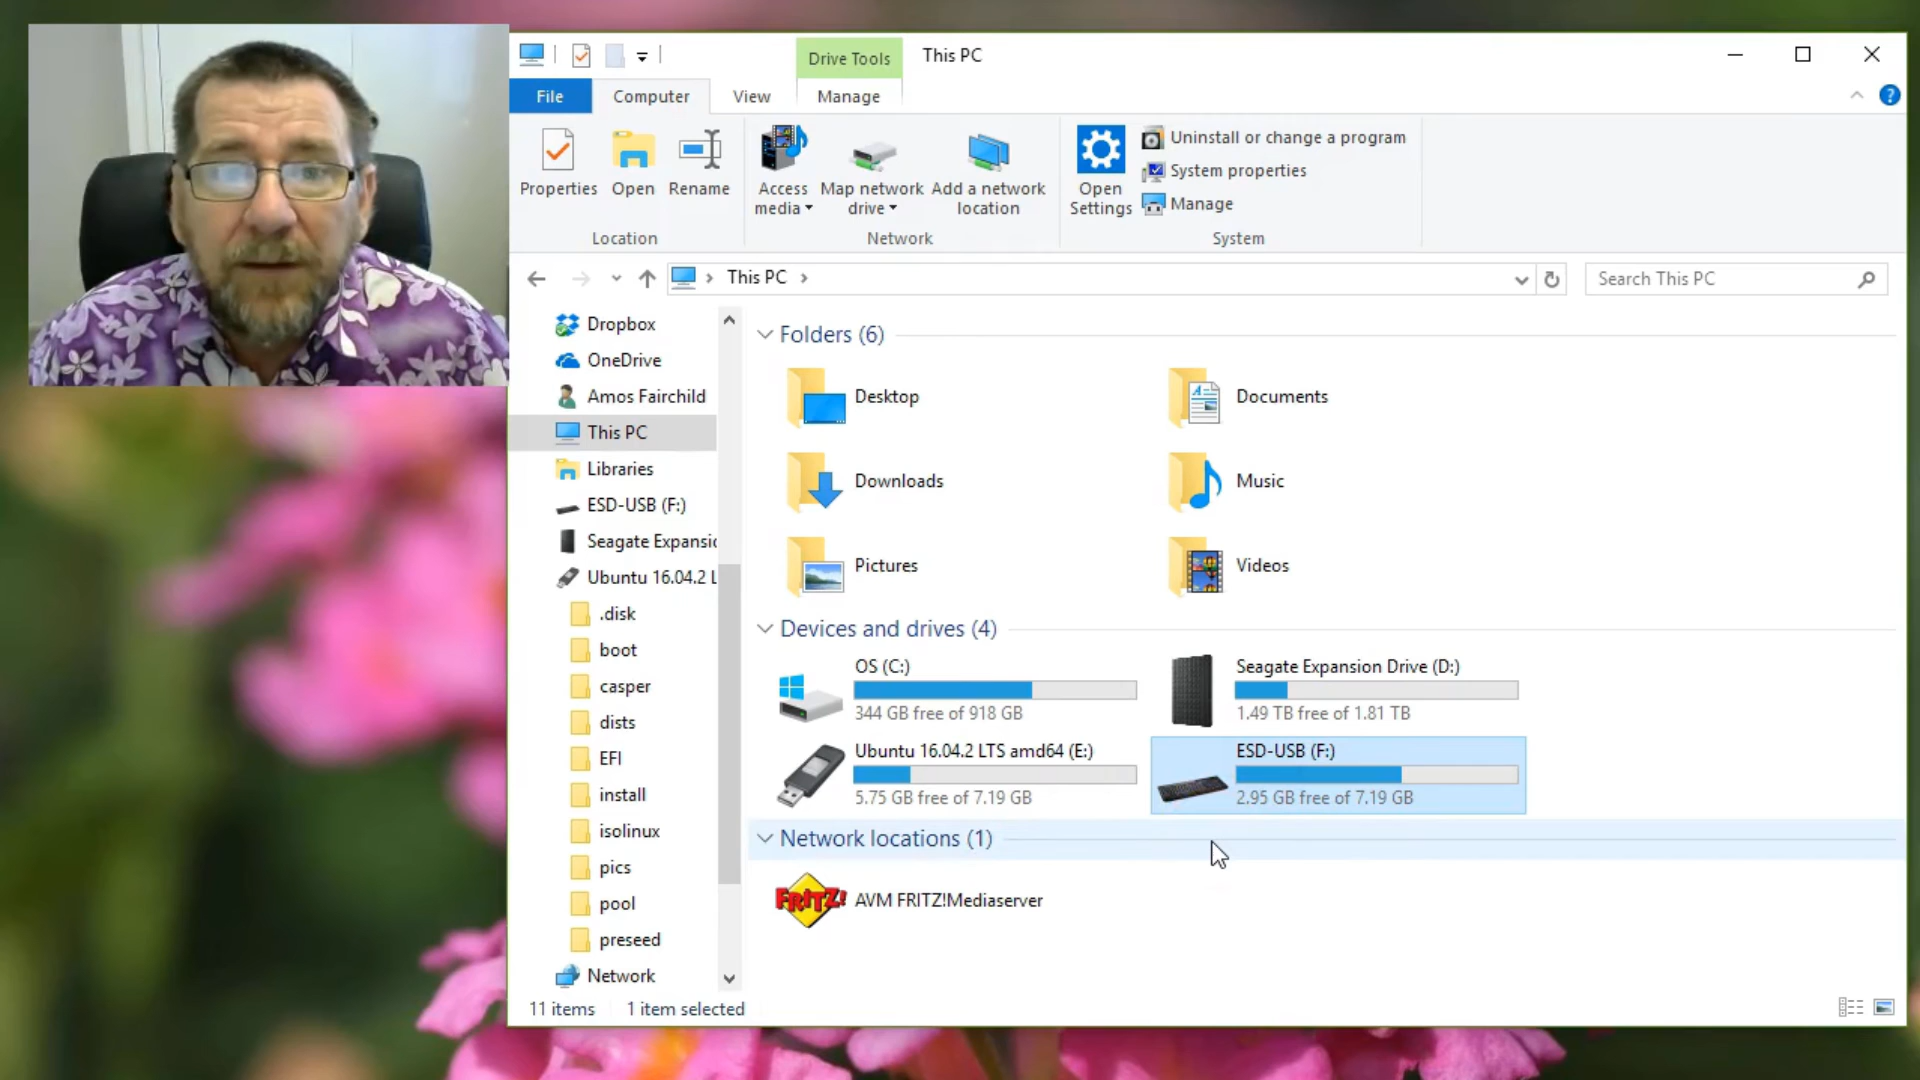 Drive Tools
This PC
File
Computer
View
Manage
?
Properties
Open
Rename
Access
media
Map network
drive
Add a network
location
Open
Settings
Uninstall or change a program
System properties
Manage
Location
Network
System
This PC
Search This PC
Dropbox
OneDrive
Amos Fairchild
This PC
Libraries
ESD-USB (F:)
Seagate Expansic
Ubuntu 16.04.2 L
.disk
boot
casper
dists
EFI
install
isolinux
pics
pool
preseed
Network
Folders (6)
Desktop
Documents
Downloads
Music
Pictures
Videos
Devices and drives (4)
OS (C:)
344 GB free of 918 GB
Seagate Expansion Drive (D:)
1.49 TB free of 1.81 TB
Ubuntu 16.04.2 LTS amd64 (E:)
5.75 GB free of 7.19 GB
ESD-USB (F:)
2.95 GB free of 7.19 GB
Network locations (1)
FRITZ!
AVM FRITZ!Mediaserver
11 items
1 item selected